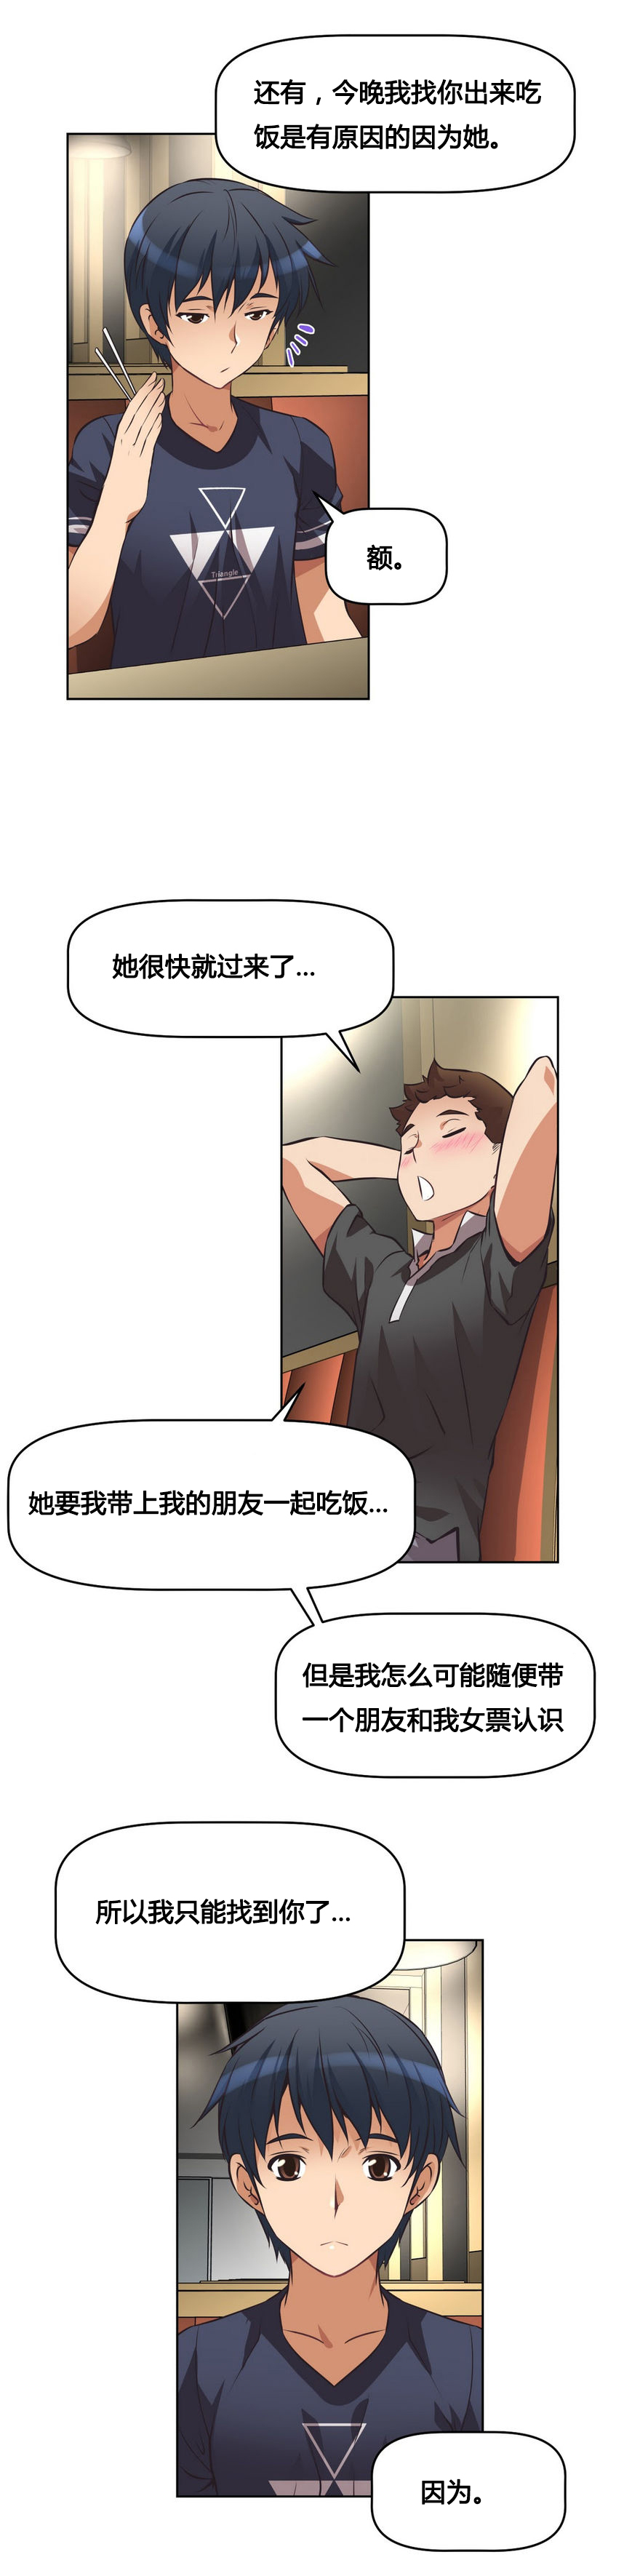 还有，今晚我找你出来吃
饭是有原因的因为她。
Triangle
额。
她很快就过来了...
她要我带上我的朋友一起吃饭...
但是我怎么可能随便带
一个朋友和我女票认识
所以我只能找到你了...
因为。